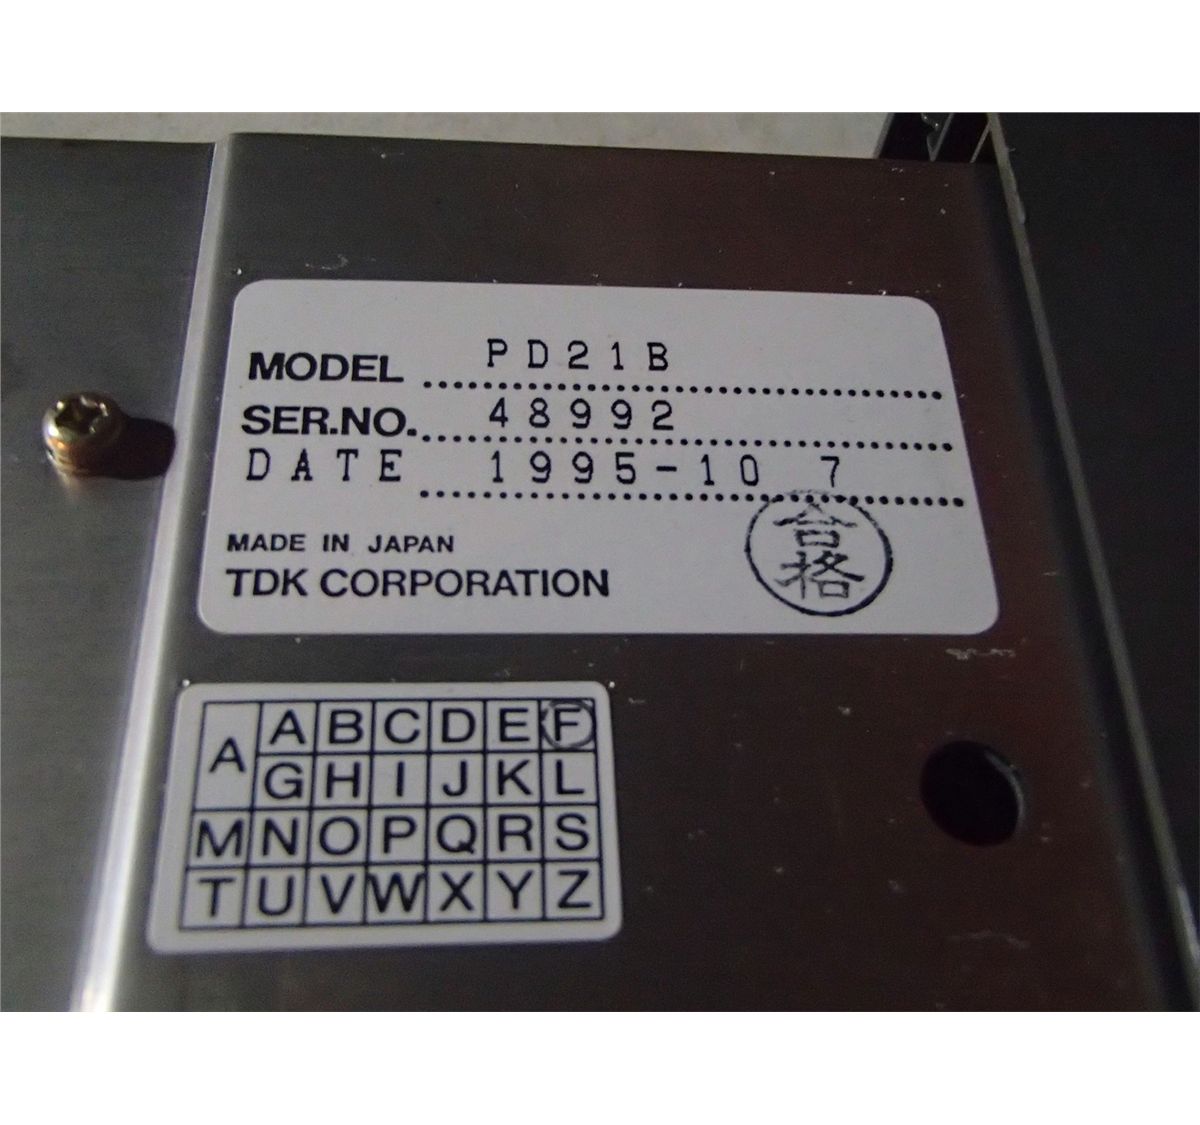 MODEL PD21B
SER.NO. 48992
DATE 1995-10 7
MADE IN JAPAN
TDK CORPORATION
合格
A A B C D E F
G H I J K L
M N O P Q R S
T U V W X Y Z